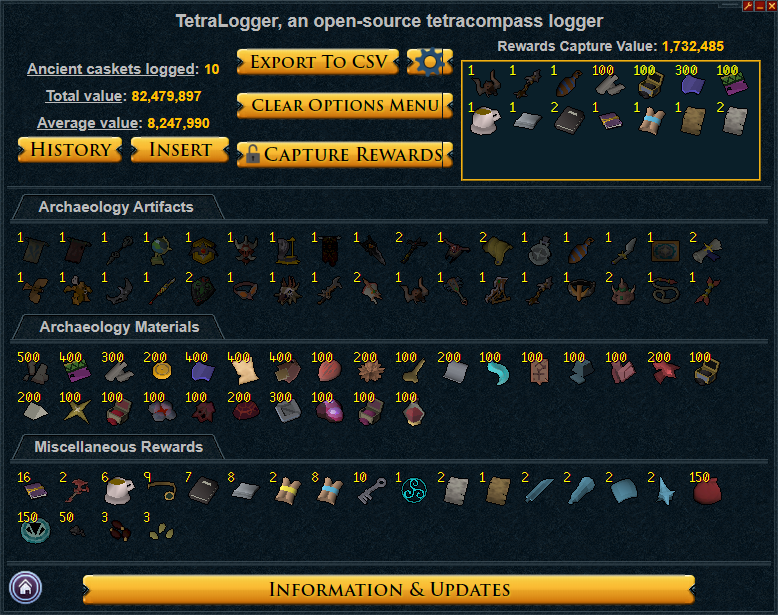 TetraLogger, an open-source tetracompass logger
Ancient caskets logged: 10
Total value: 82,479,897
Average value: 8,247,990
HISTORY INSERT
EXPORT TO CSV
CLEAR OPTIONS MENU
CAPTURE REWARDS
Rewards Capture Value: 1,732,485
1 1 1 100 100 300 100
1 1 2 1 1 1 2
Archaeology Artifacts
1 1 1 1 1 1 1 1 1 2 1 2 1 1 1 1 2
1 1 1 1 2 1 1 1 2 1 1 1 1 1 2 1 1
Archaeology Materials
500 400 300 200 400 400 400 100 200 100 200 100 100 100 100 200 100
200 100 100 100 100 200 300 100 100 100
Miscellaneous Rewards
16 2 6 9 7 8 2 8 10 1 2 1 2 2 2 2 150
150 50 3 3
INFORMATION & UPDATES